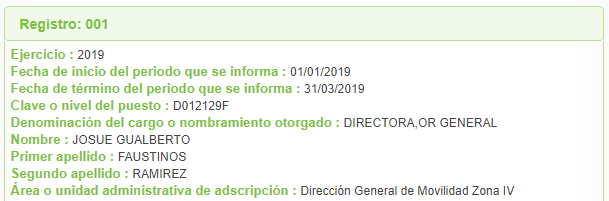 Registro: 001
Ejercicio : 2019
Fecha de inicio del periodo que se informa : 01/01/2019
Fecha de término del periodo que se informa : 31/03/2019
Clave o nivel del puesto : D012129F
Denominación del cargo o nombramiento otorgado : DIRECTORA,OR GENERAL
Nombre : JOSUE GUALBERTO
Primer apellido : FAUSTINOS
Segundo apellido : RAMIREZ
Área o unidad administrativa de adscripción : Dirección General de Movilidad Zona IV